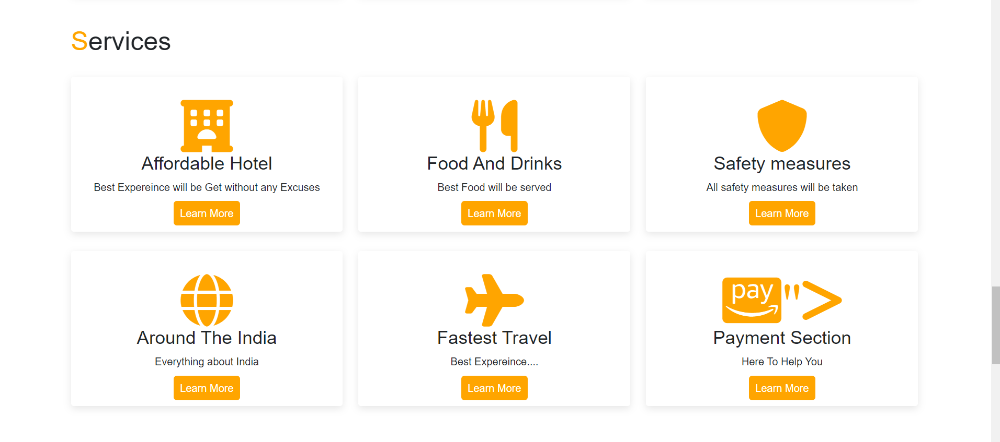 Services
Affordable Hotel
Best Expereince will be Get without any Excuses
Learn More
Food And Drinks
Best Food will be served
Learn More
Safety measures
All safety measures will be taken
Learn More
Around The India
Everything about India
Learn More
Fastest Travel
Best Expereince....
Learn More
pay">
Payment Section
Here To Help You
Learn More